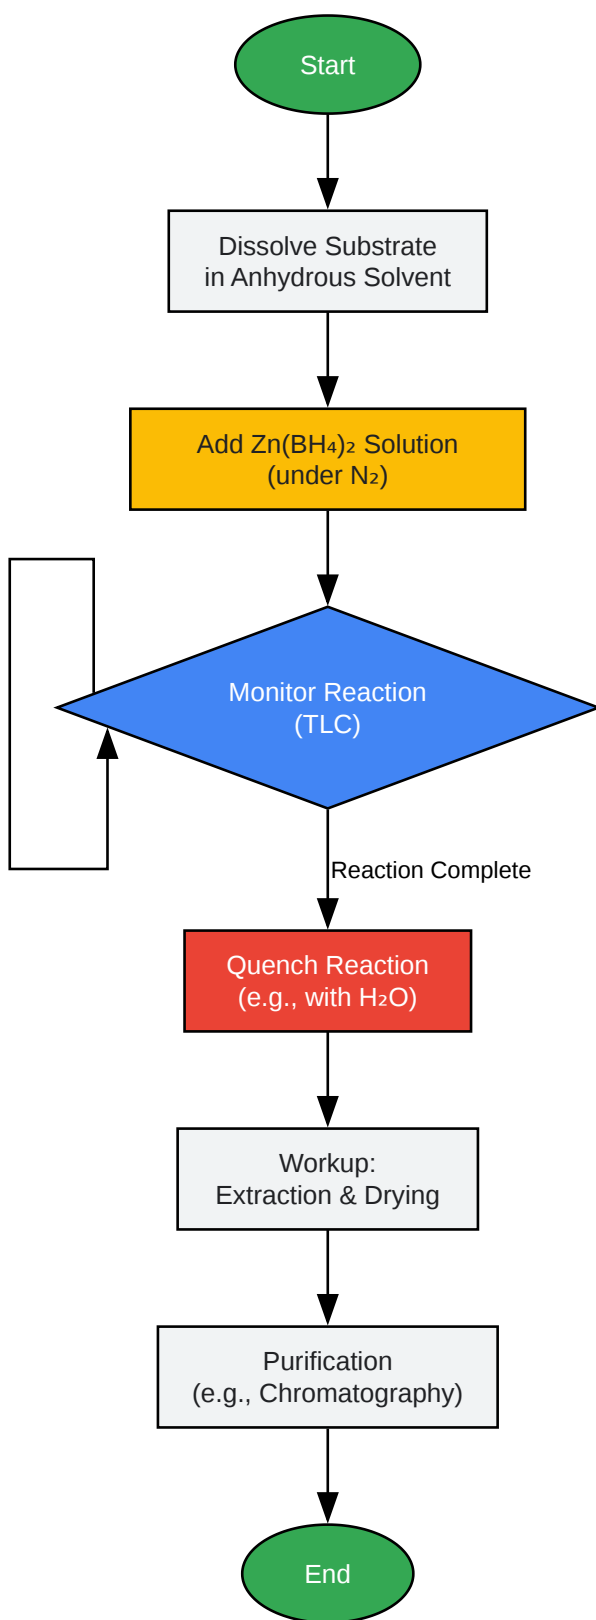 Start
Dissolve Substrate
in Anhydrous Solvent
Add Zn(BH₄)₂ Solution
(under N₂)
Monitor Reaction
(TLC)
Reaction Complete
Quench Reaction
(e.g., with H₂O)
Workup:
Extraction & Drying
Purification
(e.g., Chromatography)
End